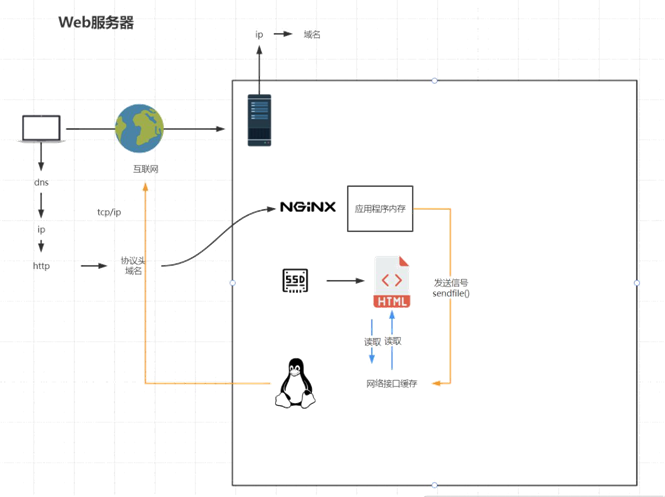 Web服务器
ip
域名
互联网
dns
tcp/ip
ip
http
协议头
域名
NGINX
应用程序内存
SSD
HTML
发送信号
sendfile()
读取
读取
网络接口缓存